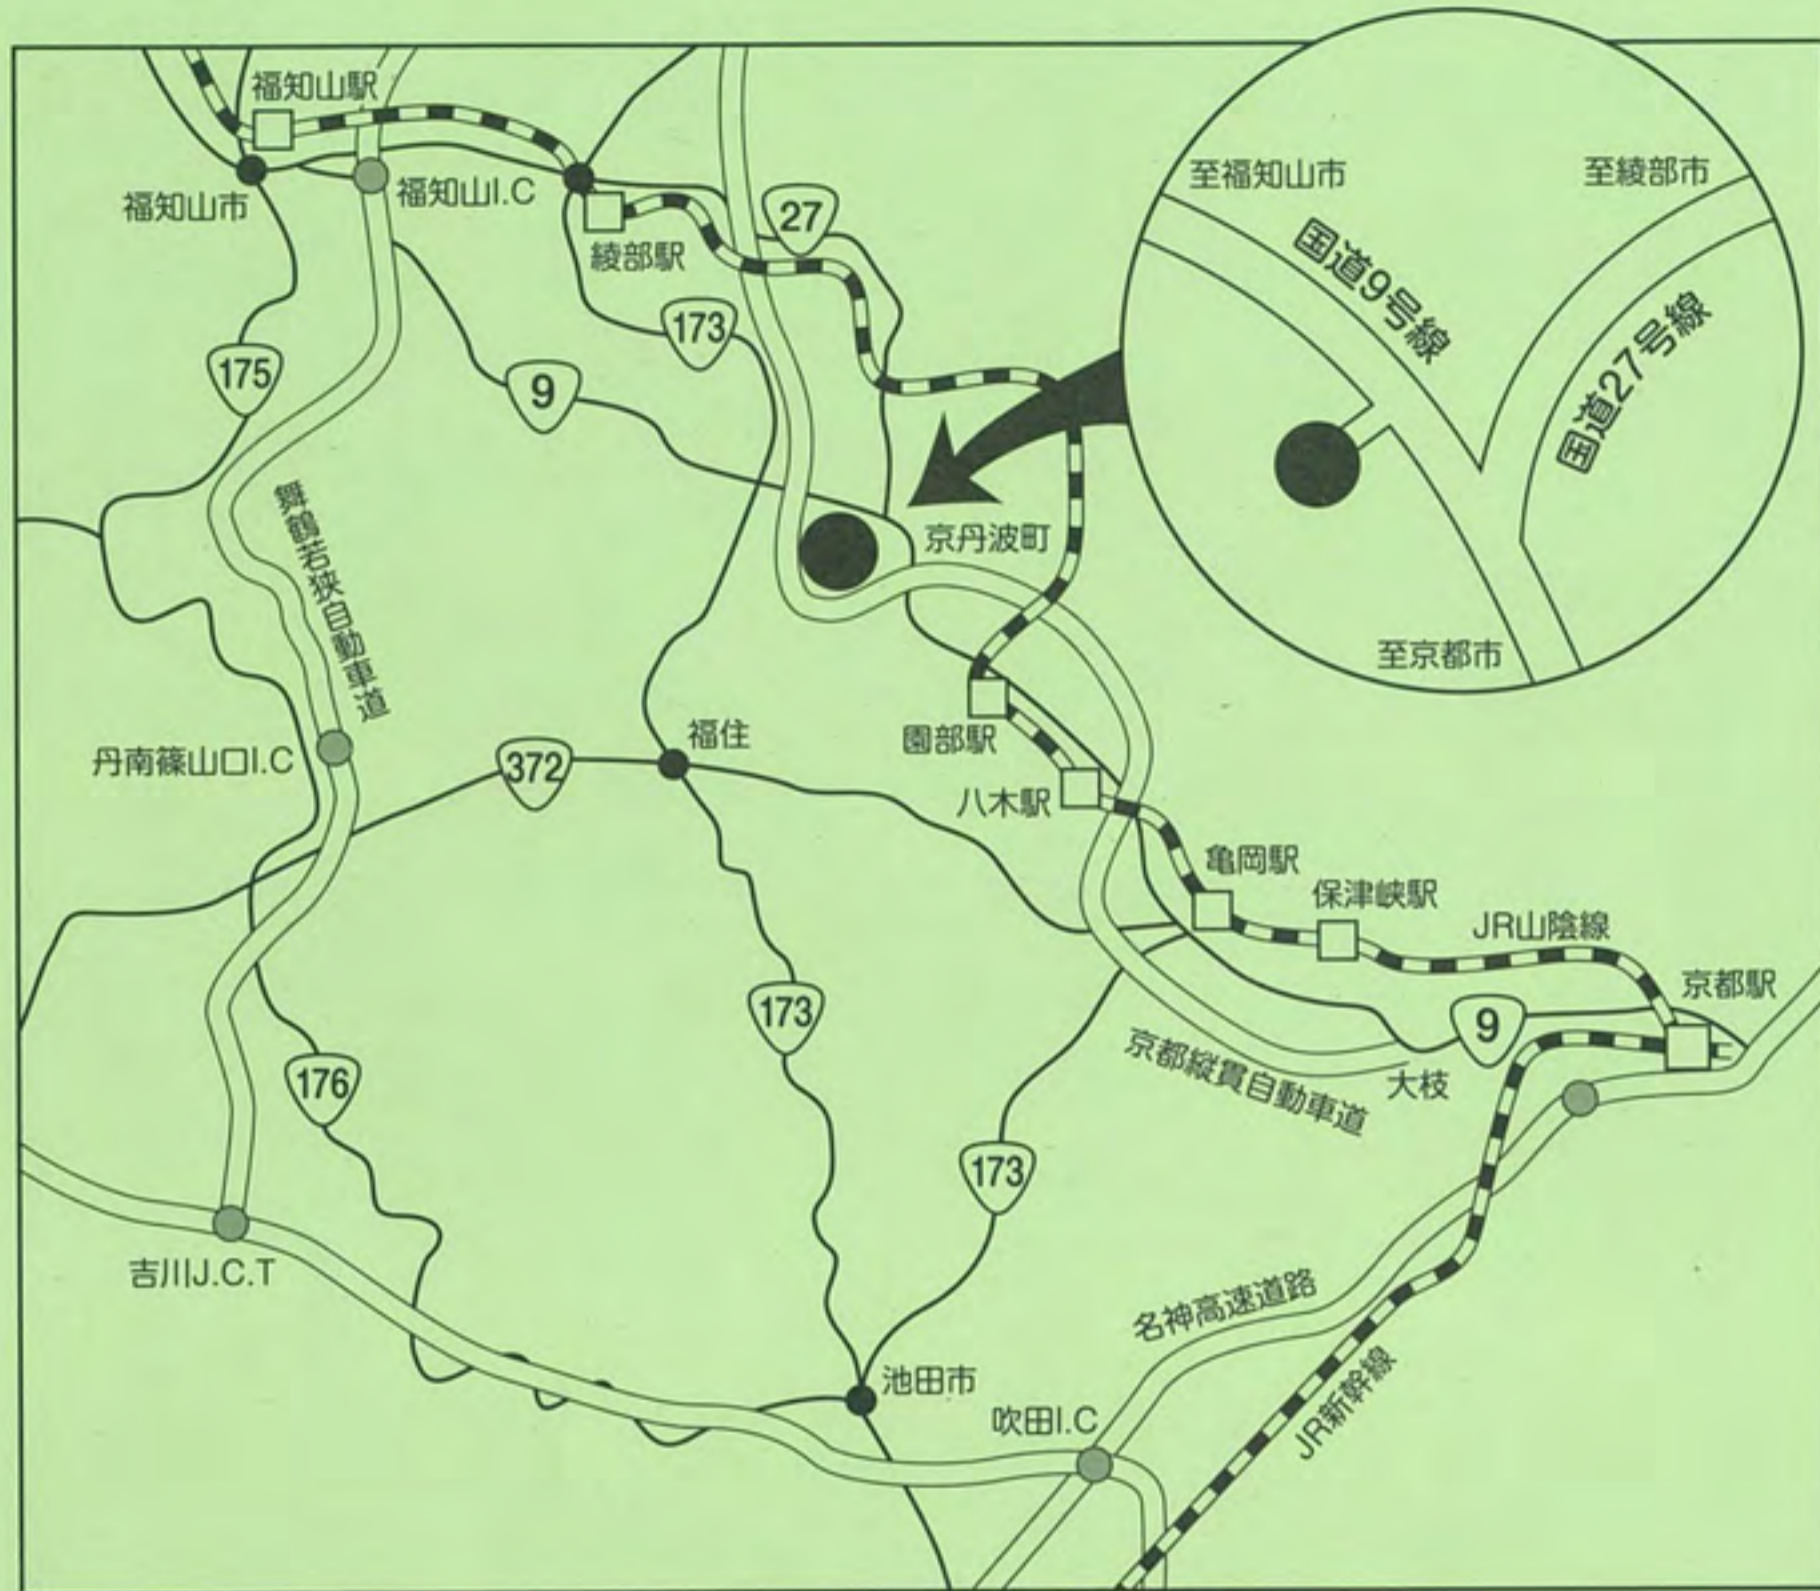 福知山駅
福知山市
福知山I.C
綾部駅
27
173
175
9
舞鶴若狭自動車道
京丹波町
至福知山市
至綾部市
国道9号線
国道27号線
至京都市
丹南篠山口I.C
372
福住
園部駅
八木駅
亀岡駅
保津峡駅
JR山陰線
京都駅
9
大枝
京都縦貫自動車道
173
173
176
吉川J.C.T
池田市
吹田I.C
名神高速道路
JR新幹線